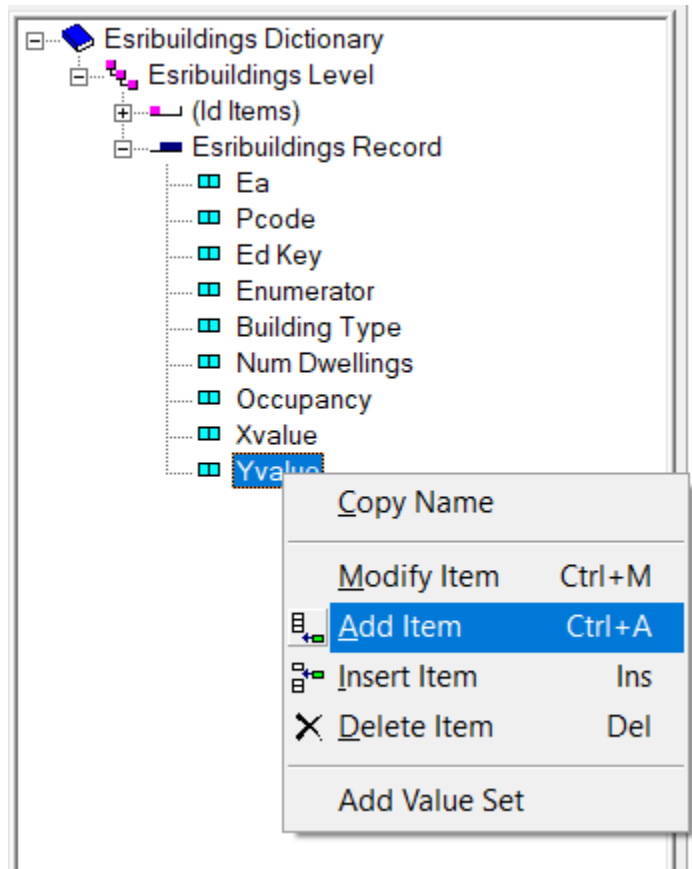 Esribuildings Dictionary
Esribuildings Level
(Id Items)
Esribuildings Record
Ea
Pcode
Ed Key
Enumerator
Building Type
Num Dwellings
Occupancy
Xvalue
Yvalue
Copy Name
Modify Item Ctrl+M
Add Item Ctrl+A
Insert Item Ins
Delete Item Del
Add Value Set